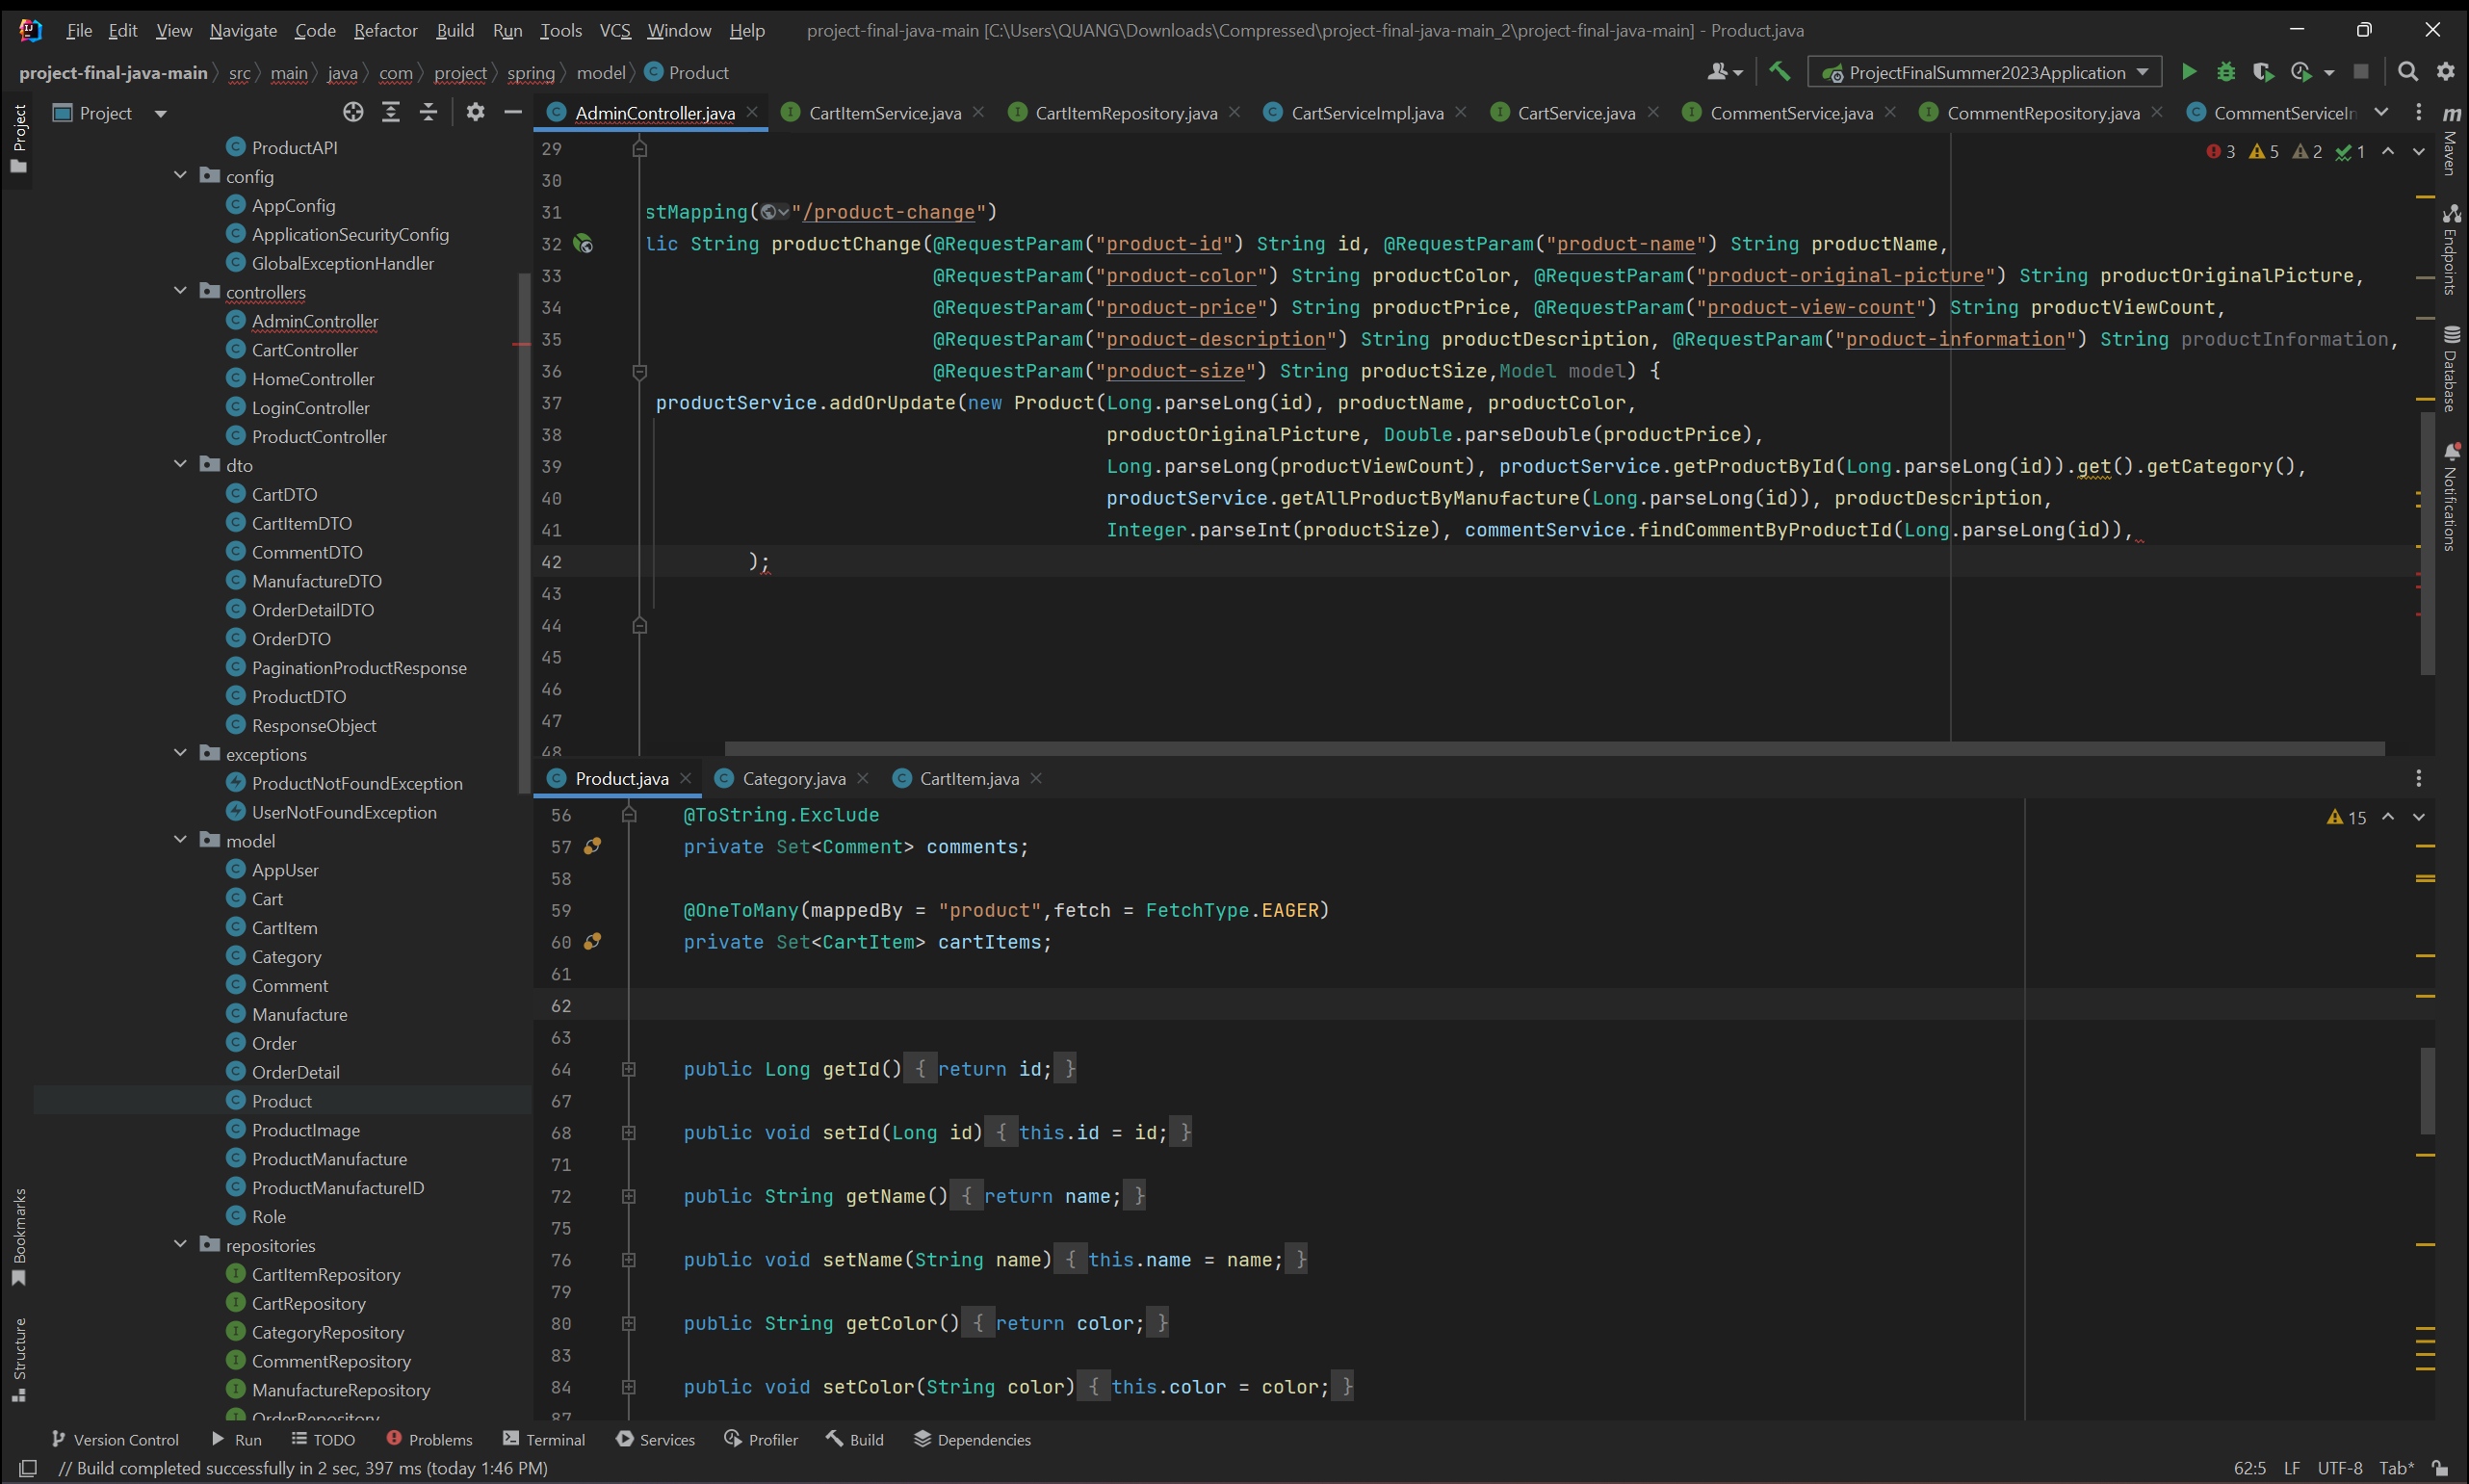 File Edit View Navigate Code Refactor Build Run Tools VCS Window Help project-final-java-main [C:\Users\QUANG\Downloads\Compressed\project-final-java-main_2\project-final-java-main] - Product.java
project-final-java-main src main java com project spring model Product ProjectFinalSummer2023Application
Project
AdminController.java CartItemService.java CartItemRepository.java CartServiceImpl.java CartService.java CommentService.java CommentRepository.java CommentServiceIn
Project
Bookmarks
Structure
ProductAPI
config
AppConfig
ApplicationSecurityConfig
GlobalExceptionHandler
controllers
AdminController
CartController
HomeController
LoginController
ProductController
dto
CartDTO
CartItemDTO
CommentDTO
ManufactureDTO
OrderDetailDTO
OrderDTO
PaginationProductResponse
ProductDTO
ResponseObject
exceptions
ProductNotFoundException
UserNotFoundException
model
AppUser
Cart
CartItem
Category
Comment
Manufacture
Order
OrderDetail
Product
ProductImage
ProductManufacture
ProductManufactureID
Role
repositories
CartItemRepository
CartRepository
CategoryRepository
CommentRepository
ManufactureRepository
OrderRepository
3 5 2 1
29
30
31 stMapping("/product-change")
32 lic String productChange(@RequestParam("product-id") String id, @RequestParam("product-name") String productName,
33 @RequestParam("product-color") String productColor, @RequestParam("product-original-picture") String productOriginalPicture,
34 @RequestParam("product-price") String productPrice, @RequestParam("product-view-count") String productViewCount,
35 @RequestParam("product-description") String productDescription, @RequestParam("product-information") String productInformation,
36 @RequestParam("product-size") String productSize,Model model) {
37 productService.addOrUpdate(new Product(Long.parseLong(id), productName, productColor,
38 productOriginalPicture, Double.parseDouble(productPrice),
39 Long.parseLong(productViewCount), productService.getProductById(Long.parseLong(id)).get().getCategory(),
40 productService.getAllProductByManufacture(Long.parseLong(id)), productDescription,
41 Integer.parseInt(productSize), commentService.findCommentByProductId(Long.parseLong(id)),
42 );
43
44
45
46
47
48
Product.java Category.java CartItem.java
15
56 @ToString.Exclude
57 private Set<Comment> comments;
58
59 @OneToMany(mappedBy = "product",fetch = FetchType.EAGER)
60 private Set<CartItem> cartItems;
61
62
63
64 public Long getId() { return id; }
67
68 public void setId(Long id) { this.id = id; }
71
72 public String getName() { return name; }
75
76 public void setName(String name) { this.name = name; }
79
80 public String getColor() { return color; }
83
84 public void setColor(String color) { this.color = color; }
87
Maven
Endpoints
Database
Notifications
Version Control Run TODO Problems Terminal Services Profiler Build Dependencies
// Build completed successfully in 2 sec, 397 ms (today 1:46 PM) 62:5 LF UTF-8 Tab*